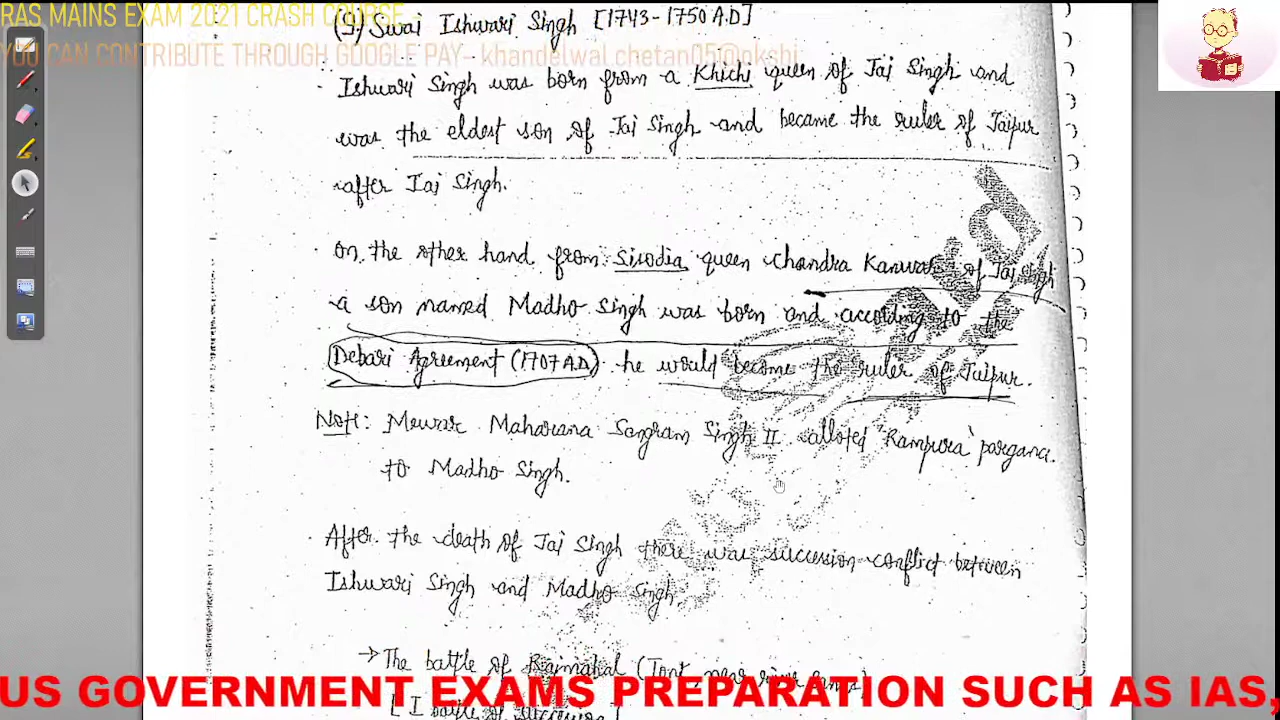 RAS MAINS EXAM 2021 CRASH COURSE -
YOU CAN CONTRIBUTE THROUGH GOOGLE PAY- khandelwal.chetan05@okshi
(5) Swai Ishwari Singh [1743-1750 A.D]
Ishwari Singh was born from a Khichi queen of Jai Singh and
was the eldest son of Jai Singh and became the ruler of Jaipur
after Jai Singh.
On the other hand from Sisodia queen Chandra Kanwar of Jai Singh
a son named Madho Singh was born and according to the
Debari Agreement (1707 A.D) he would become the ruler of Jaipur.
Note: Mewar Maharana Sangram Singh II alloted 'Rampura' pargana
to Madho Singh.
After the death of Jai Singh there was succession conflict between
Ishwari Singh and Madho Singh
→ The battle of Rajmahal (Tonk, near river
[I battle of succession]
US GOVERNMENT EXAMS PREPARATION SUCH AS IAS,